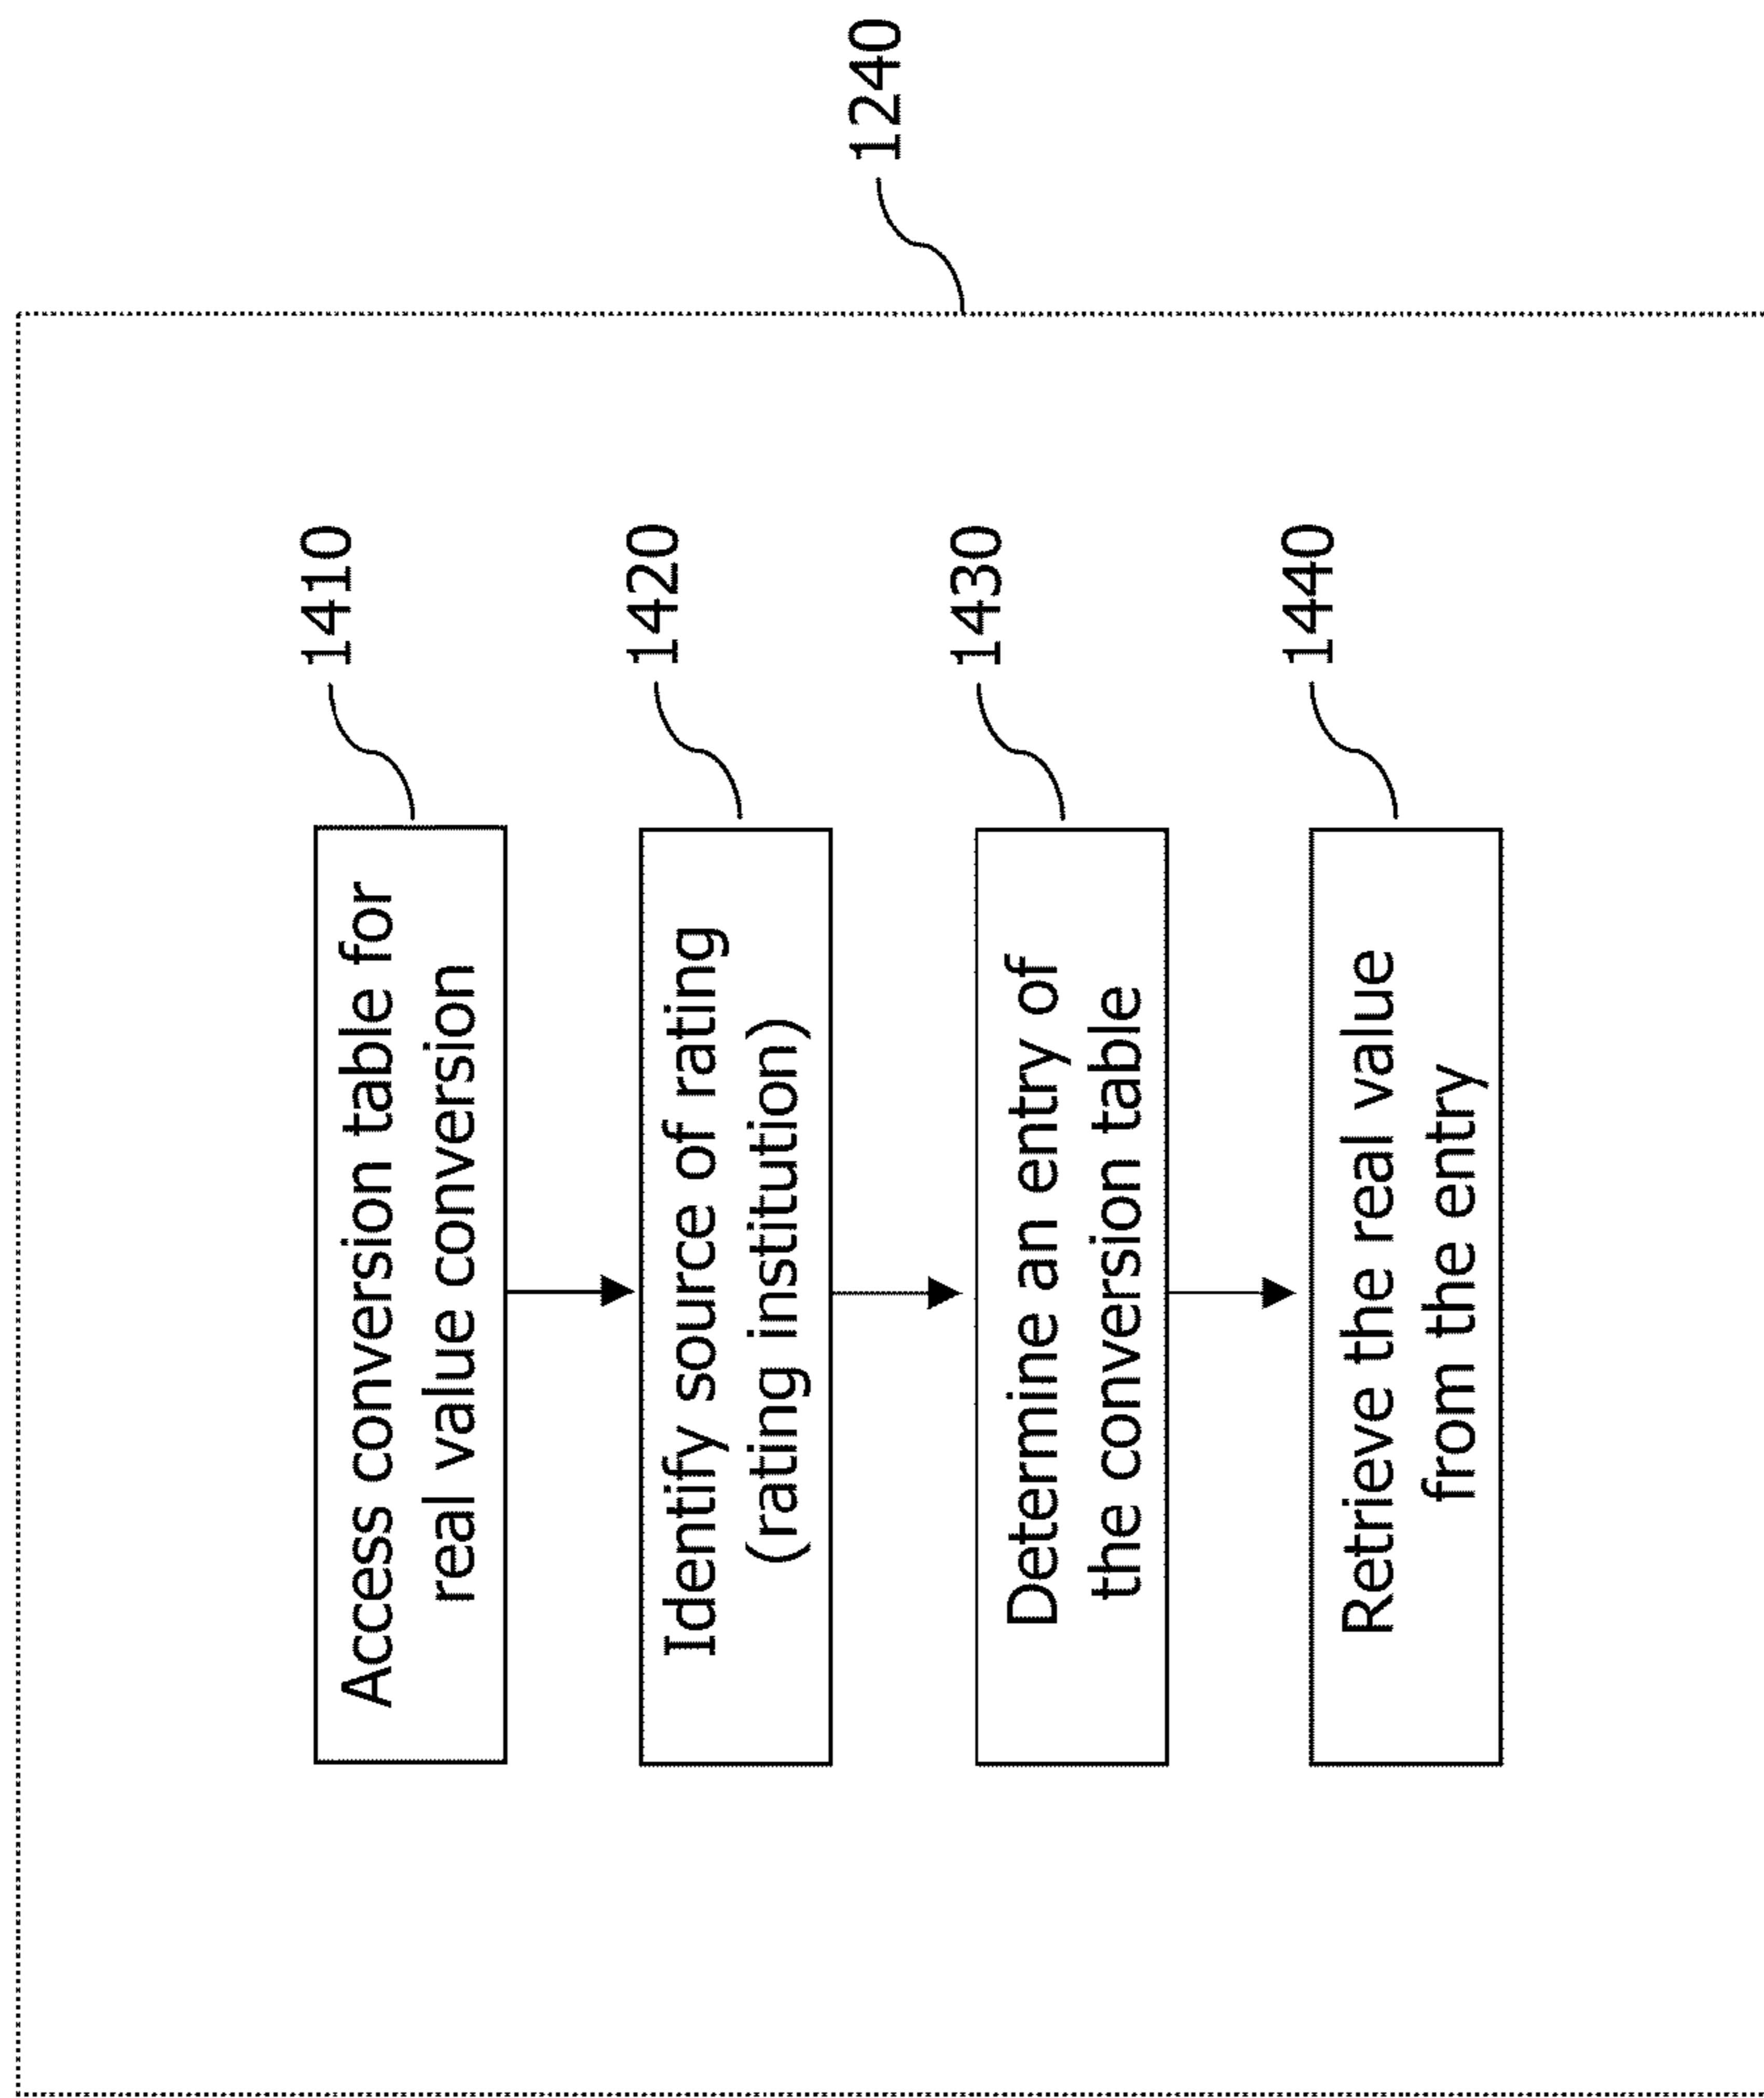 1240
Access conversion table for
real value conversion
1410
Identify source of rating
(rating institution)
1420
Determine an entry of
the conversion table
1430
Retrieve the real value
from the entry
1440